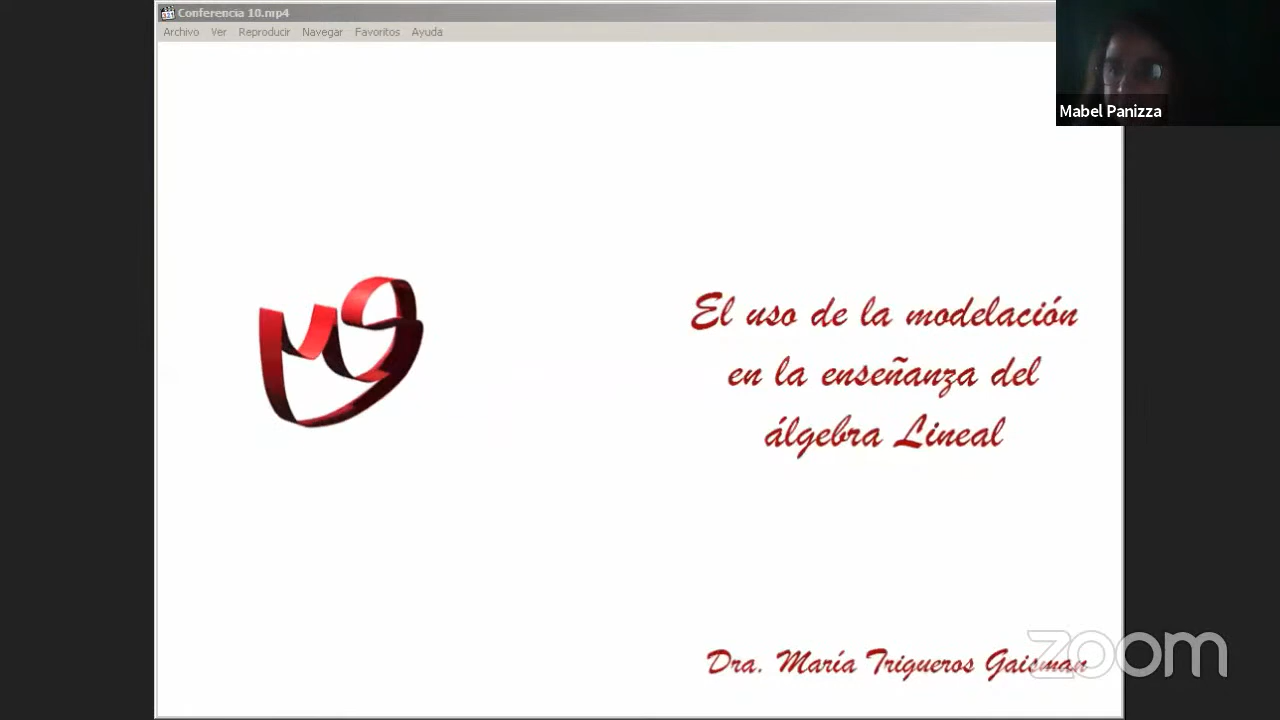 Conferencia 10.mp4
Archivo Ver Reproducir Navegar Favoritos Ayuda
Mabel Panizza
El uso de la modelación
en la enseñanza del
álgebra Lineal
Dra. María Trigueros Gaisman
zoom